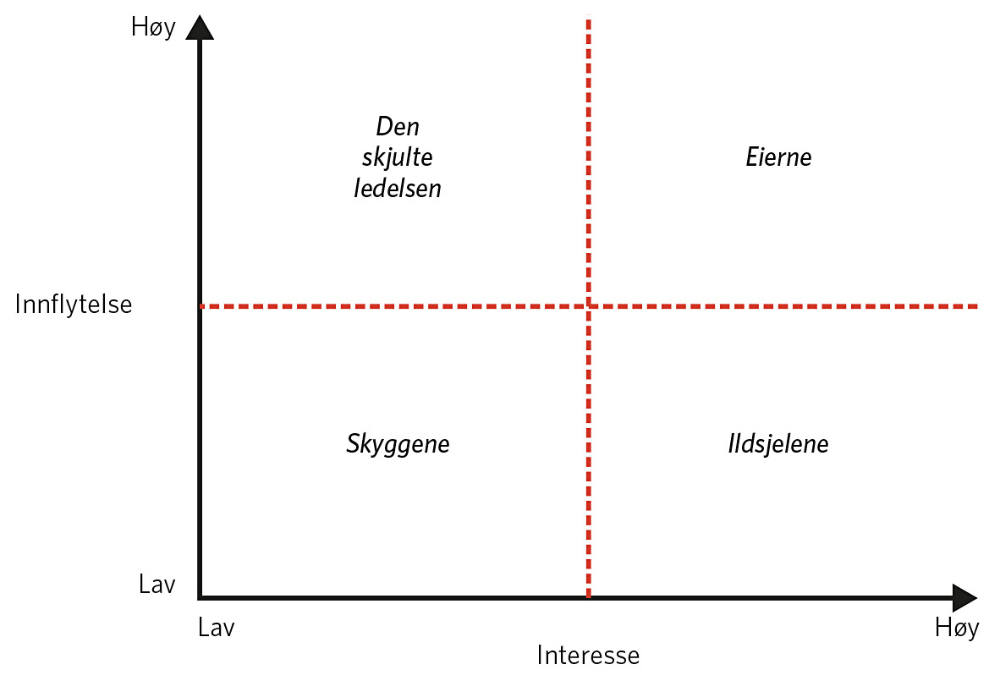 Høy
Den
skjulte
ledelsen
Eierne
Innflytelse
Skyggene
Ildsjelene
Lav
Lav
Høy
Interesse